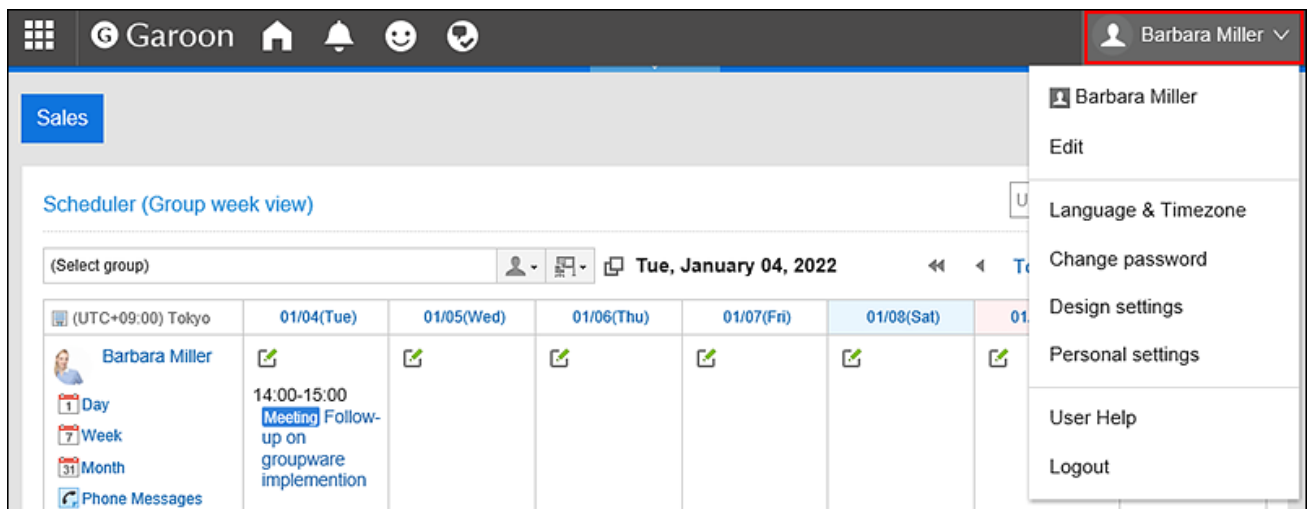 G Garoon
Barbara Miller
Barbara Miller
Edit
Language & Timezone
Change password
Design settings
Personal settings
User Help
Logout
Sales
Scheduler (Group week view)
(Select group)
Tue, January 04, 2022
(UTC+09:00) Tokyo
01/04(Tue)
01/05(Wed)
01/06(Thu)
01/07(Fri)
01/08(Sat)
Barbara Miller
1 Day
7 Week
31 Month
Phone Messages
14:00-15:00
Meeting Follow-
up on
groupware
implemention